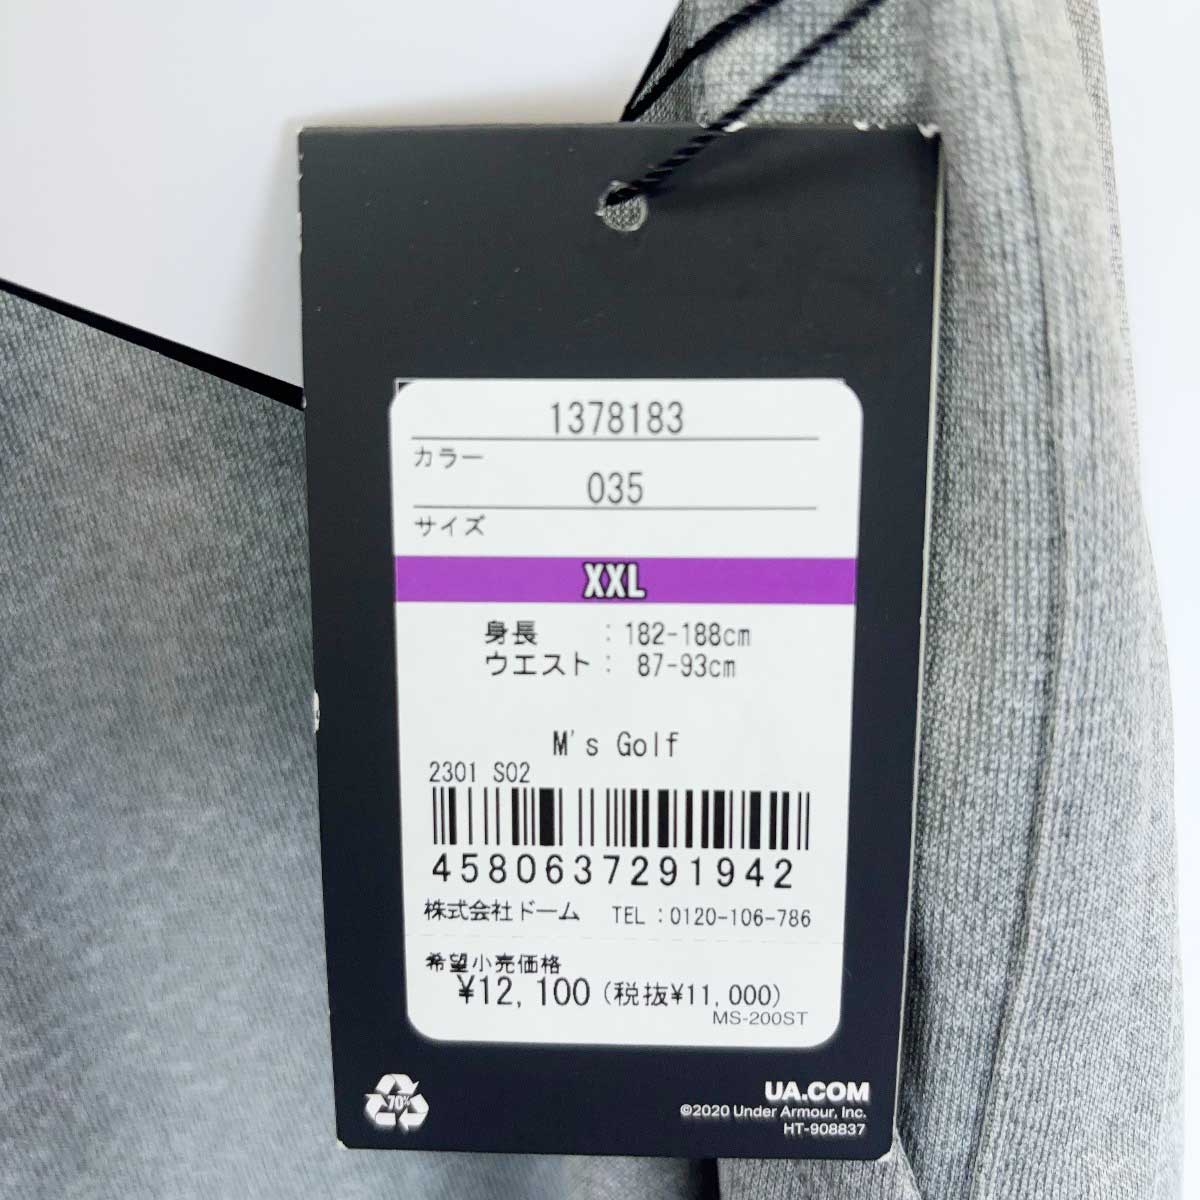 1378183
カラー
035
サイズ
XXL
身長 : 182-188cm
ウエスト : 87-93cm
M's Golf
2301 S02
4580637291942
株式会社ドーム TEL:0120-106-786
希望小売価格
¥12,100 (税抜¥11,000)
MS-200ST
70%
UA.COM
©2020 Under Armour, Inc.
HT-908837